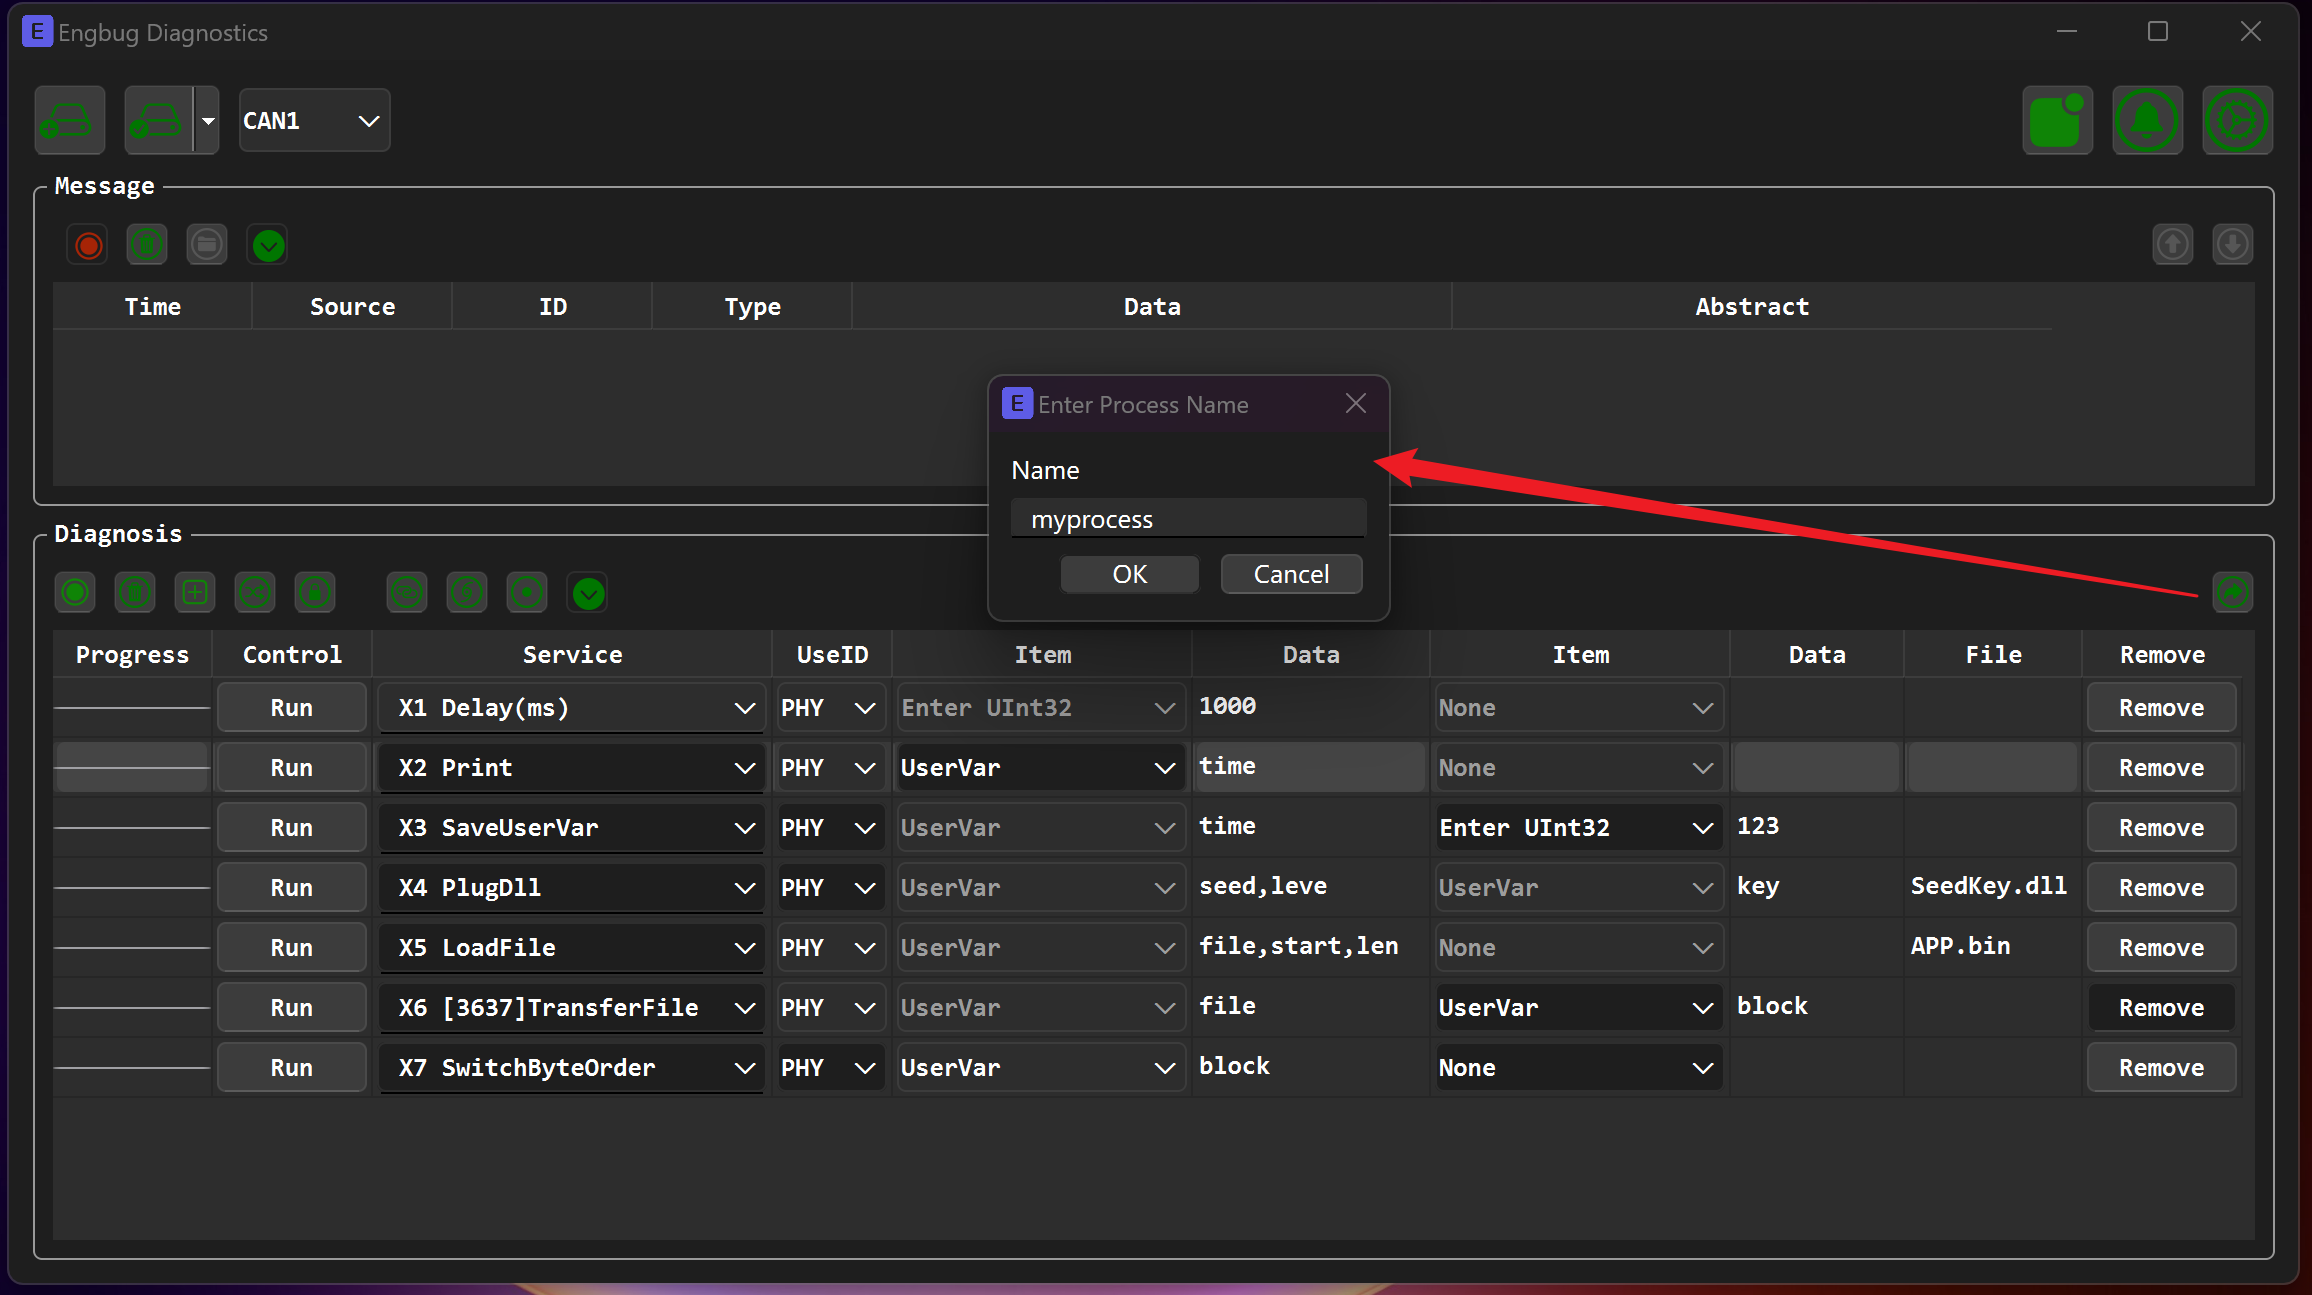 E Engbug Diagnostics
CAN1
Message
Time Source ID Type Data Abstract
E Enter Process Name
Name
myprocess
OK Cancel
Diagnosis
Progress Control Service UseID Item Data Item Data File Remove
Run X1 Delay(ms) PHY Enter UInt32 1000 None Remove
Run X2 Print PHY UserVar time None Remove
Run X3 SaveUserVar PHY UserVar time Enter UInt32 123 Remove
Run X4 PlugDll PHY UserVar seed,leve UserVar key SeedKey.dll Remove
Run X5 LoadFile PHY UserVar file,start,len None APP.bin Remove
Run X6 [3637]TransferFile PHY UserVar file UserVar block Remove
Run X7 SwitchByteOrder PHY UserVar block None Remove